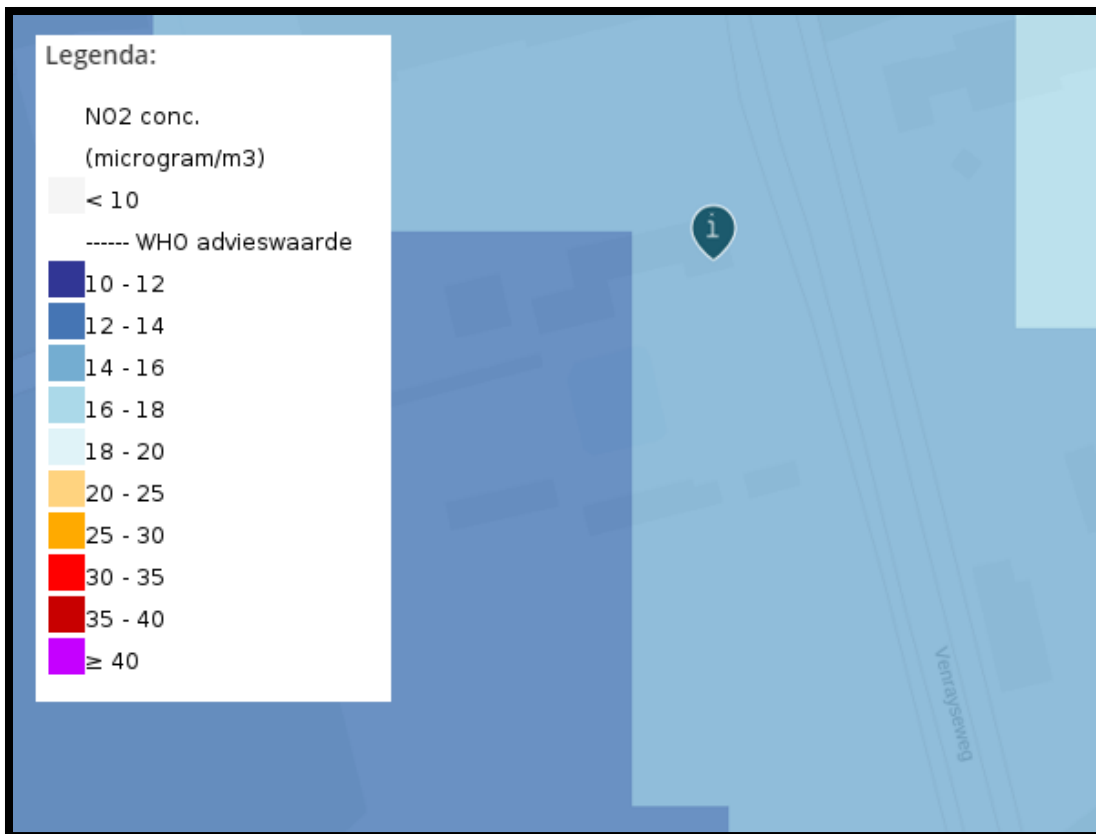 Legenda:
NO2 conc.
(microgram/m3)
< 10
------ WHO advieswaarde
10 - 12
12 - 14
14 - 16
16 - 18
18 - 20
20 - 25
25 - 30
30 - 35
35 - 40
≥ 40
i
Venrayseweg